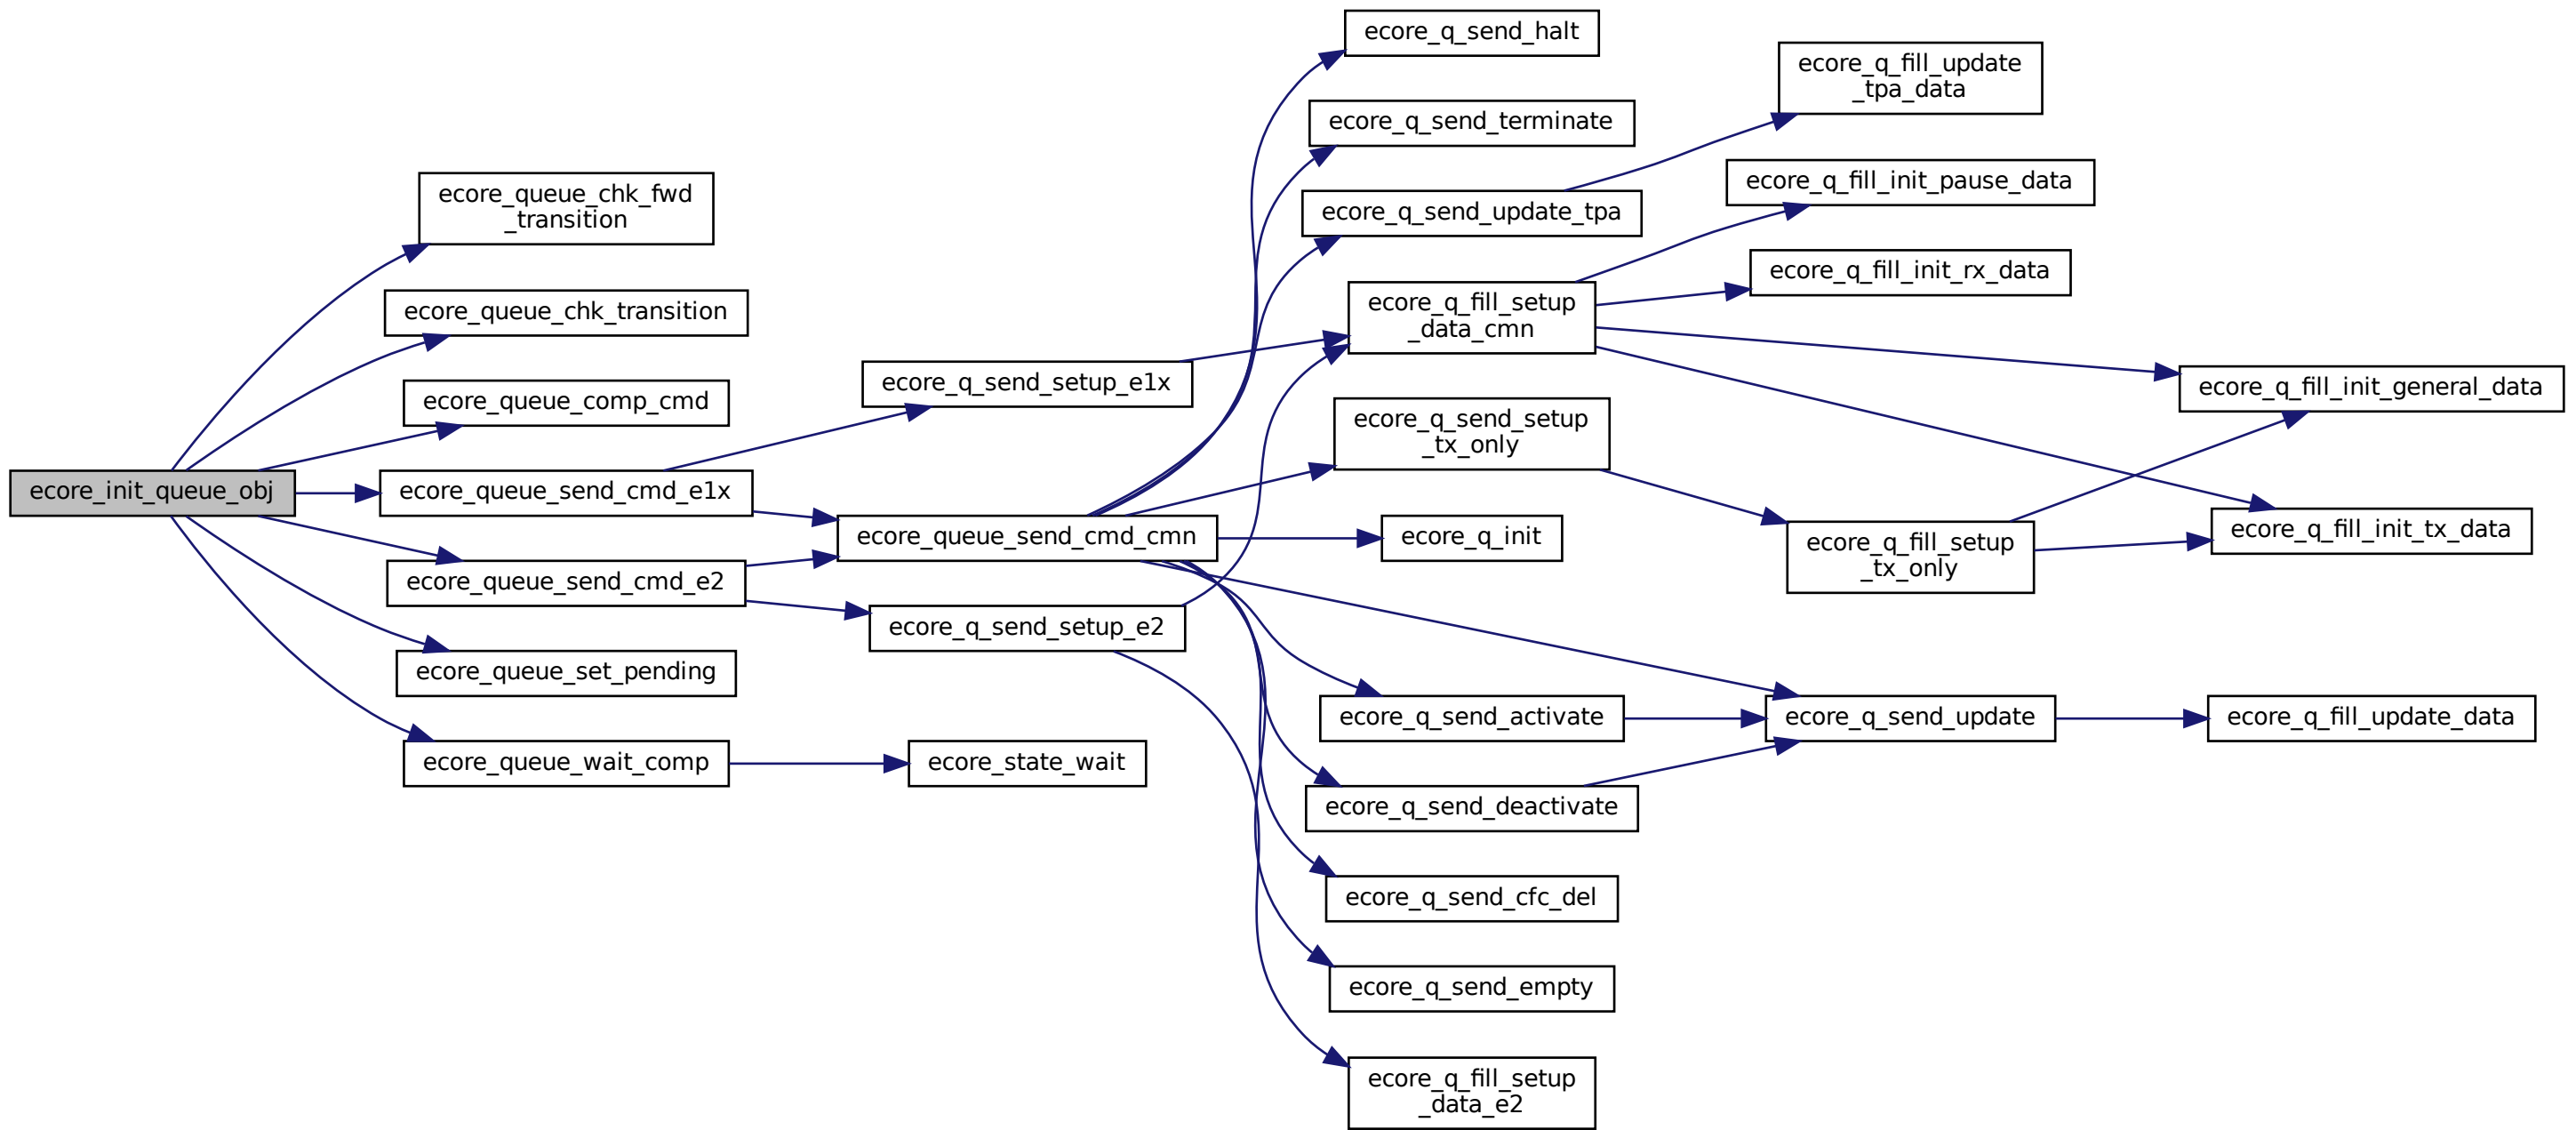 ecore_init_queue_obj
ecore_queue_chk_fwd
_transition
ecore_queue_chk_transition
ecore_queue_comp_cmd
ecore_queue_send_cmd_e1x
ecore_queue_send_cmd_e2
ecore_queue_set_pending
ecore_queue_wait_comp
ecore_q_send_setup_e1x
ecore_queue_send_cmd_cmn
ecore_q_send_setup_e2
ecore_state_wait
ecore_q_send_halt
ecore_q_send_terminate
ecore_q_send_update_tpa
ecore_q_fill_setup
_data_cmn
ecore_q_send_setup
_tx_only
ecore_q_init
ecore_q_send_activate
ecore_q_send_deactivate
ecore_q_send_cfc_del
ecore_q_send_empty
ecore_q_fill_setup
_data_e2
ecore_q_fill_update
_tpa_data
ecore_q_fill_init_pause_data
ecore_q_fill_init_rx_data
ecore_q_fill_setup
_tx_only
ecore_q_send_update
ecore_q_fill_init_general_data
ecore_q_fill_init_tx_data
ecore_q_fill_update_data